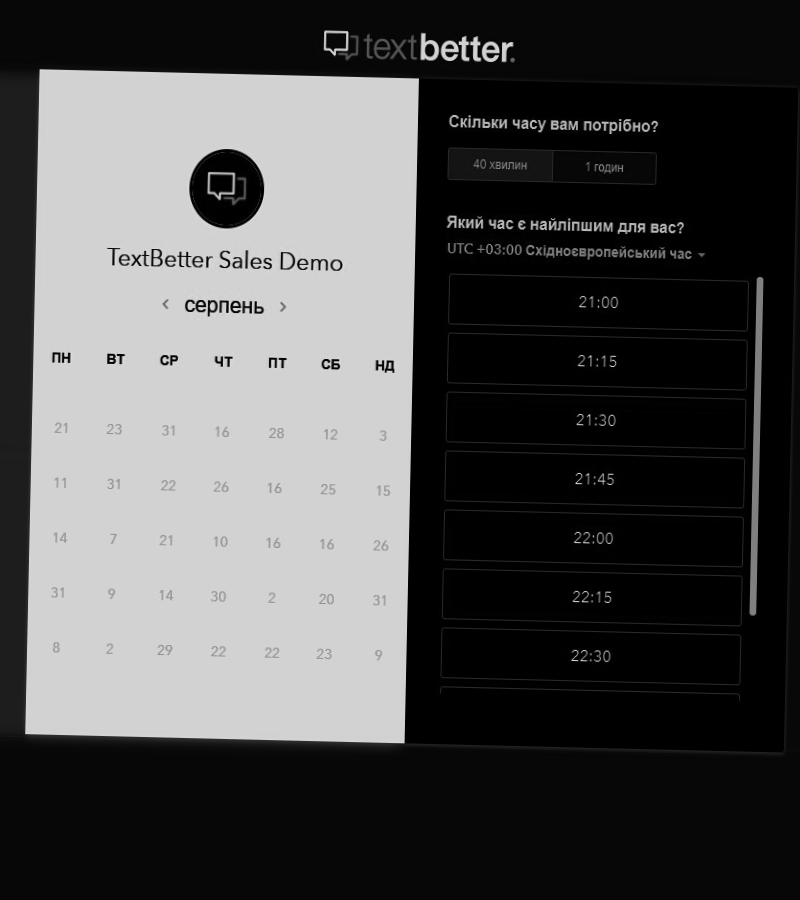 textbetter.
TextBetter Sales Demo
серпень
ПН ВТ СР ЧТ ПТ СБ НД
21 23 31 16 28 12 3
11 31 22 26 16 25 15
14 7 21 10 16 16 26
31 9 14 30 2 20 31
8 2 29 22 22 23 9
Скільки часу вам потрібно?
40 хвилин 1 годин
Який час є найліпшим для вас?
UTC +03:00 Східноєвропейський час
21:00
21:15
21:30
21:45
22:00
22:15
22:30